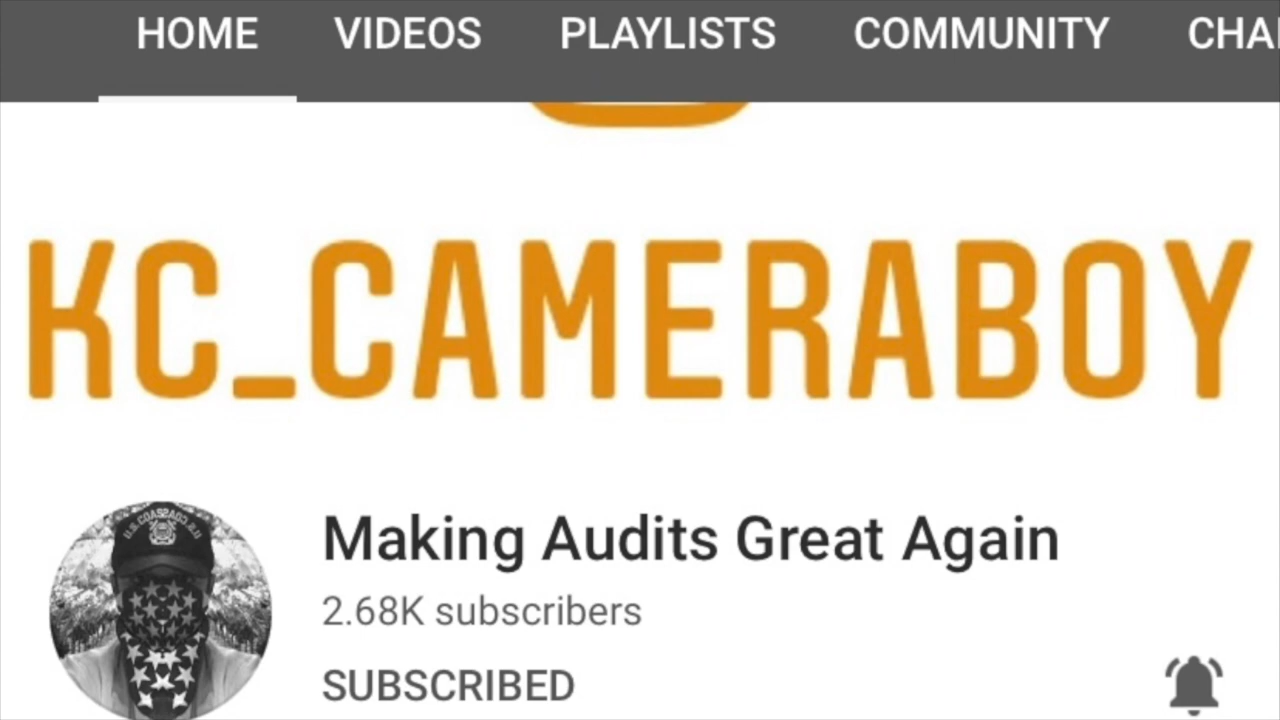 HOME VIDEOS PLAYLISTS COMMUNITY
KC_CAMERABOY
Making Audits Great Again
2.68K subscribers
SUBSCRIBED